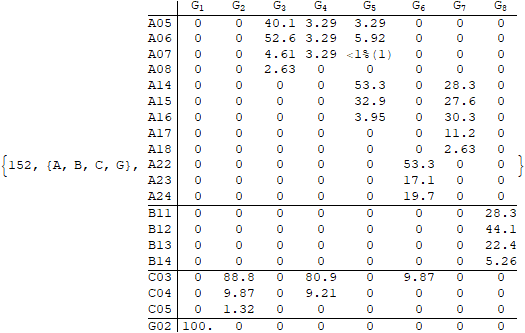 G1 G2 G3 G4 G5 G6 G7 G8
A05 0 0 40.1 3.29 3.29 0 0 0
A06 0 0 52.6 3.29 5.92 0 0 0
A07 0 0 4.61 3.29 <1%(1) 0 0 0
A08 0 0 2.63 0 0 0 0 0
A14 0 0 0 0 53.3 0 28.3 0
A15 0 0 0 0 32.9 0 27.6 0
A16 0 0 0 0 3.95 0 30.3 0
A17 0 0 0 0 0 0 11.2 0
A18 0 0 0 0 0 0 2.63 0
{152, {A, B, C, G}, A22 0 0 0 0 0 53.3 0 0 }
A23 0 0 0 0 0 17.1 0 0
A24 0 0 0 0 0 19.7 0 0
B11 0 0 0 0 0 0 0 28.3
B12 0 0 0 0 0 0 0 44.1
B13 0 0 0 0 0 0 0 22.4
B14 0 0 0 0 0 0 0 5.26
C03 0 88.8 0 80.9 0 9.87 0 0
C04 0 9.87 0 9.21 0 0 0 0
C05 0 1.32 0 0 0 0 0 0
G02 100. 0 0 0 0 0 0 0